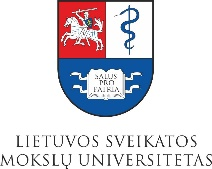 SALUS
PRO
PATRIA
LIETUVOS SVEIKATOS
MOKSLŲ UNIVERSITETAS